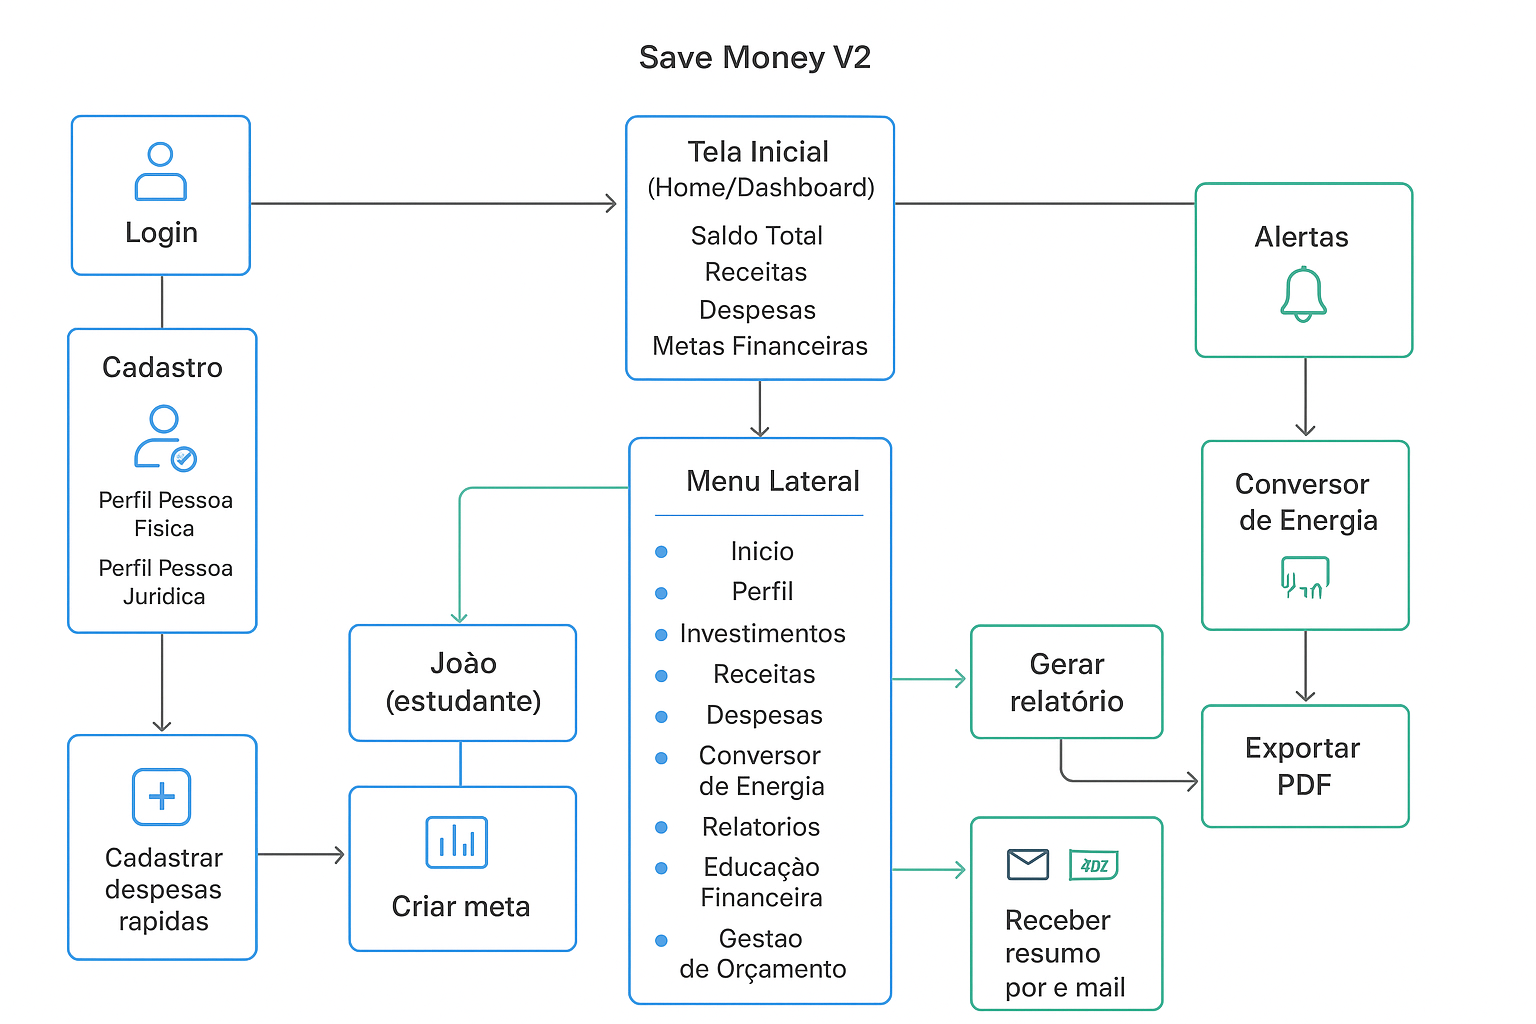 Save Money V2
Login
Cadastro
Perfil Pessoa
Fisica
Perfil Pessoa
Juridica
Cadastrar
despesas
rapidas
Joào
(estudante)
Criar meta
Tela Inicial
(Home/Dashboard)
Saldo Total
Receitas
Despesas
Metas Financeiras
Menu Lateral
Inicio
Perfil
Investimentos
Receitas
Despesas
Conversor
de Energia
Relatorios
Educaçào
Financeira
Gestao
de Orçamento
Gerar
relatório
Receber
resumo
por e mail
Alertas
Conversor
de Energia
Exportar
PDF